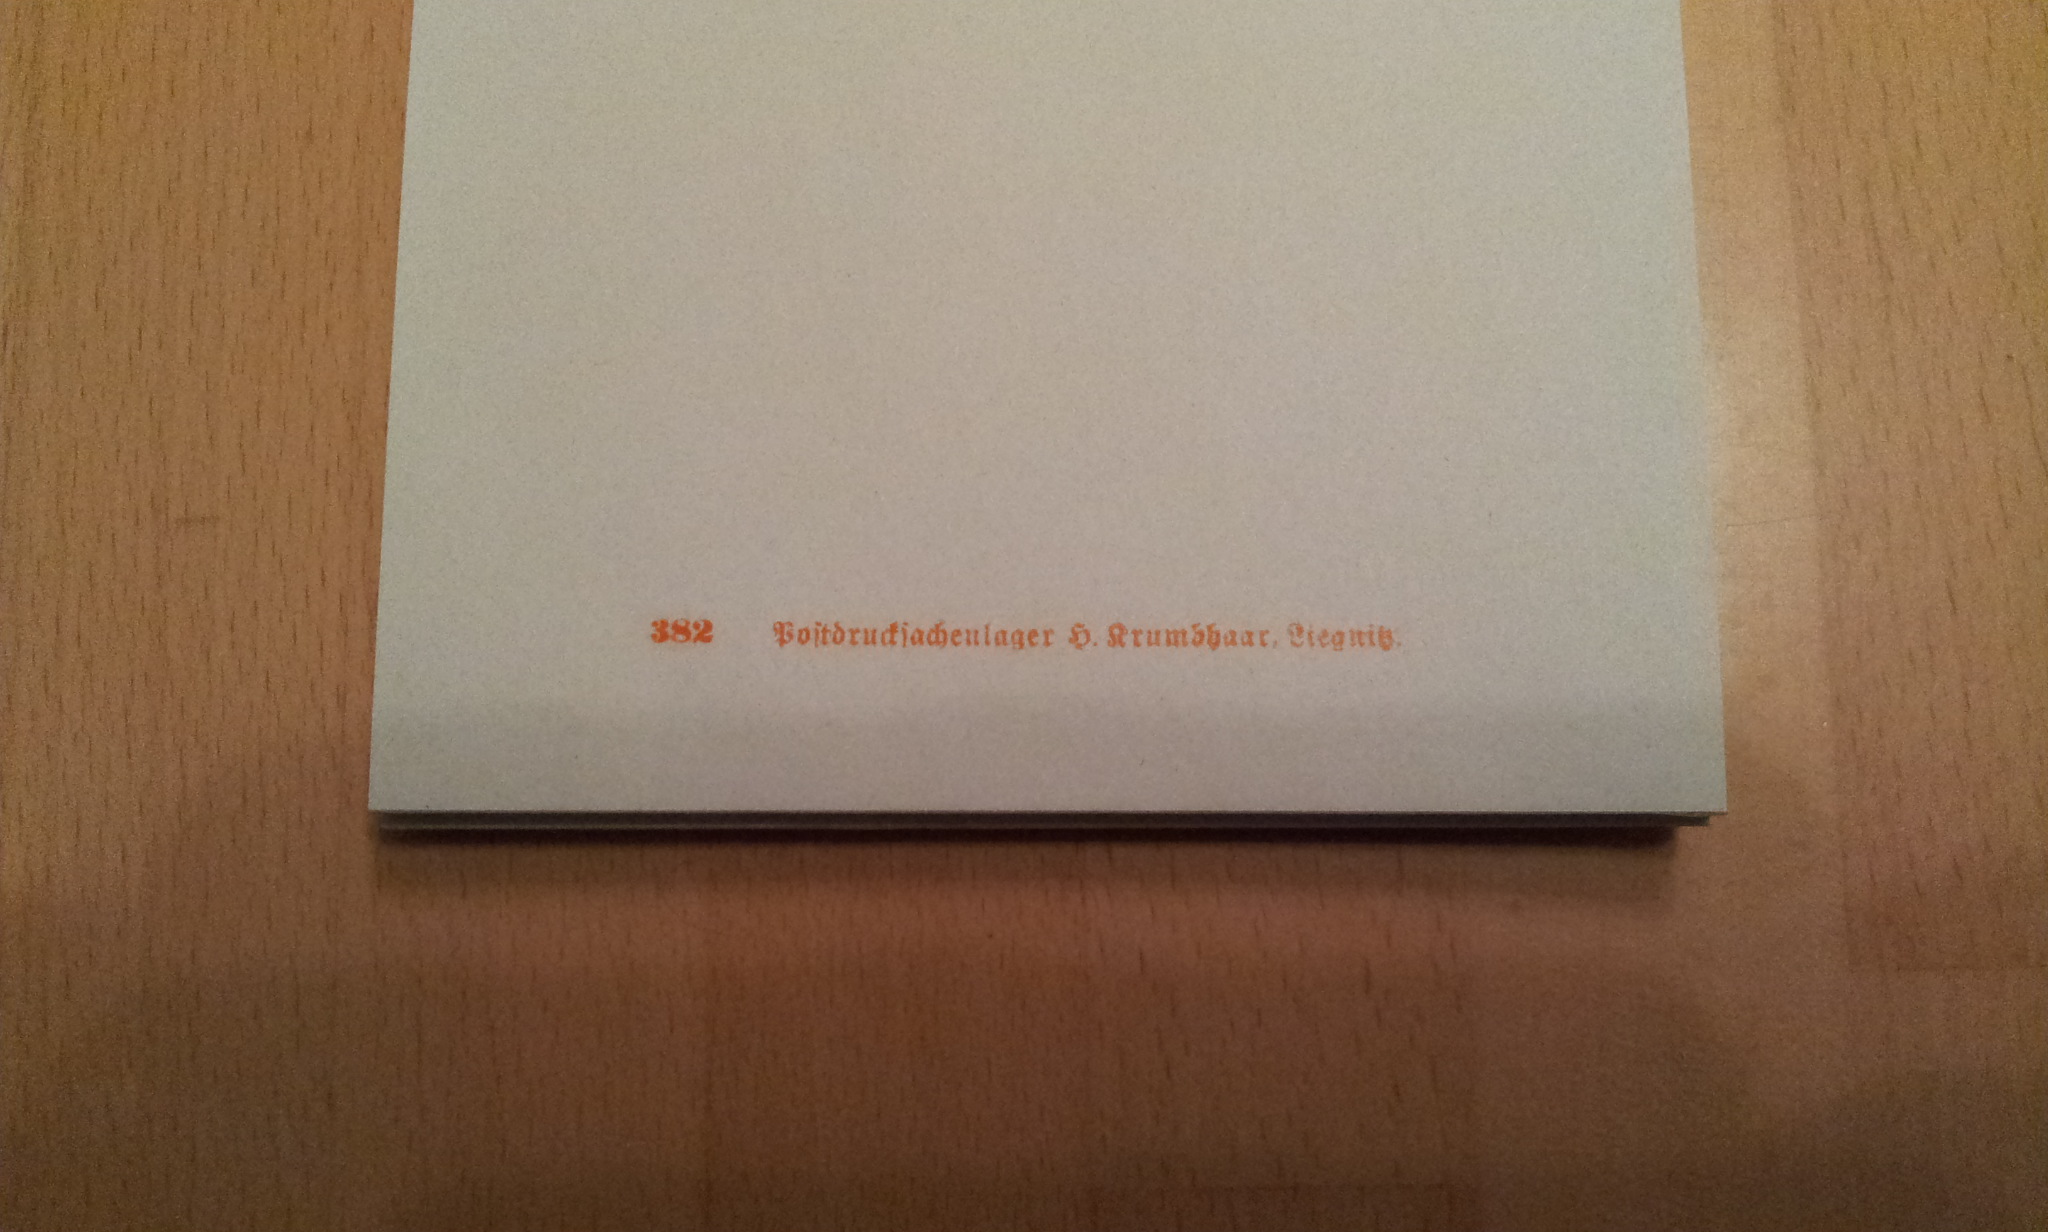 382 Poſtdruckſachenlager H. Krumbhaar, Liegnitz.